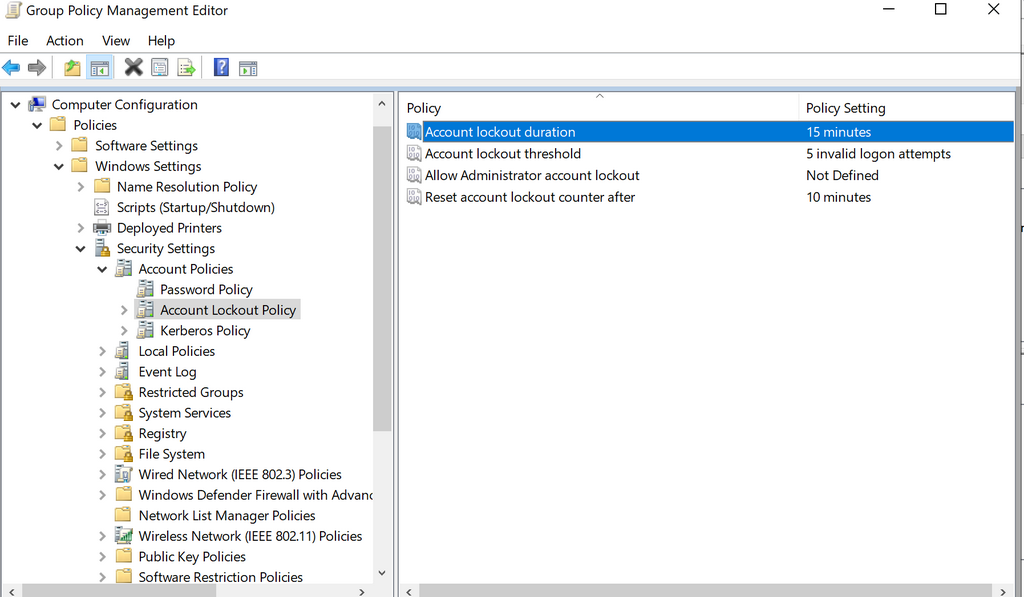 Group Policy Management Editor
File Action View Help
Computer Configuration
Policies
Software Settings
Windows Settings
Name Resolution Policy
Scripts (Startup/Shutdown)
Deployed Printers
Security Settings
Account Policies
Password Policy
Account Lockout Policy
Kerberos Policy
Local Policies
Event Log
Restricted Groups
System Services
Registry
File System
Wired Network (IEEE 802.3) Policies
Windows Defender Firewall with Advanc
Network List Manager Policies
Wireless Network (IEEE 802.11) Policies
Public Key Policies
Software Restriction Policies
Policy Policy Setting
Account lockout duration 15 minutes
Account lockout threshold 5 invalid logon attempts
Allow Administrator account lockout Not Defined
Reset account lockout counter after 10 minutes